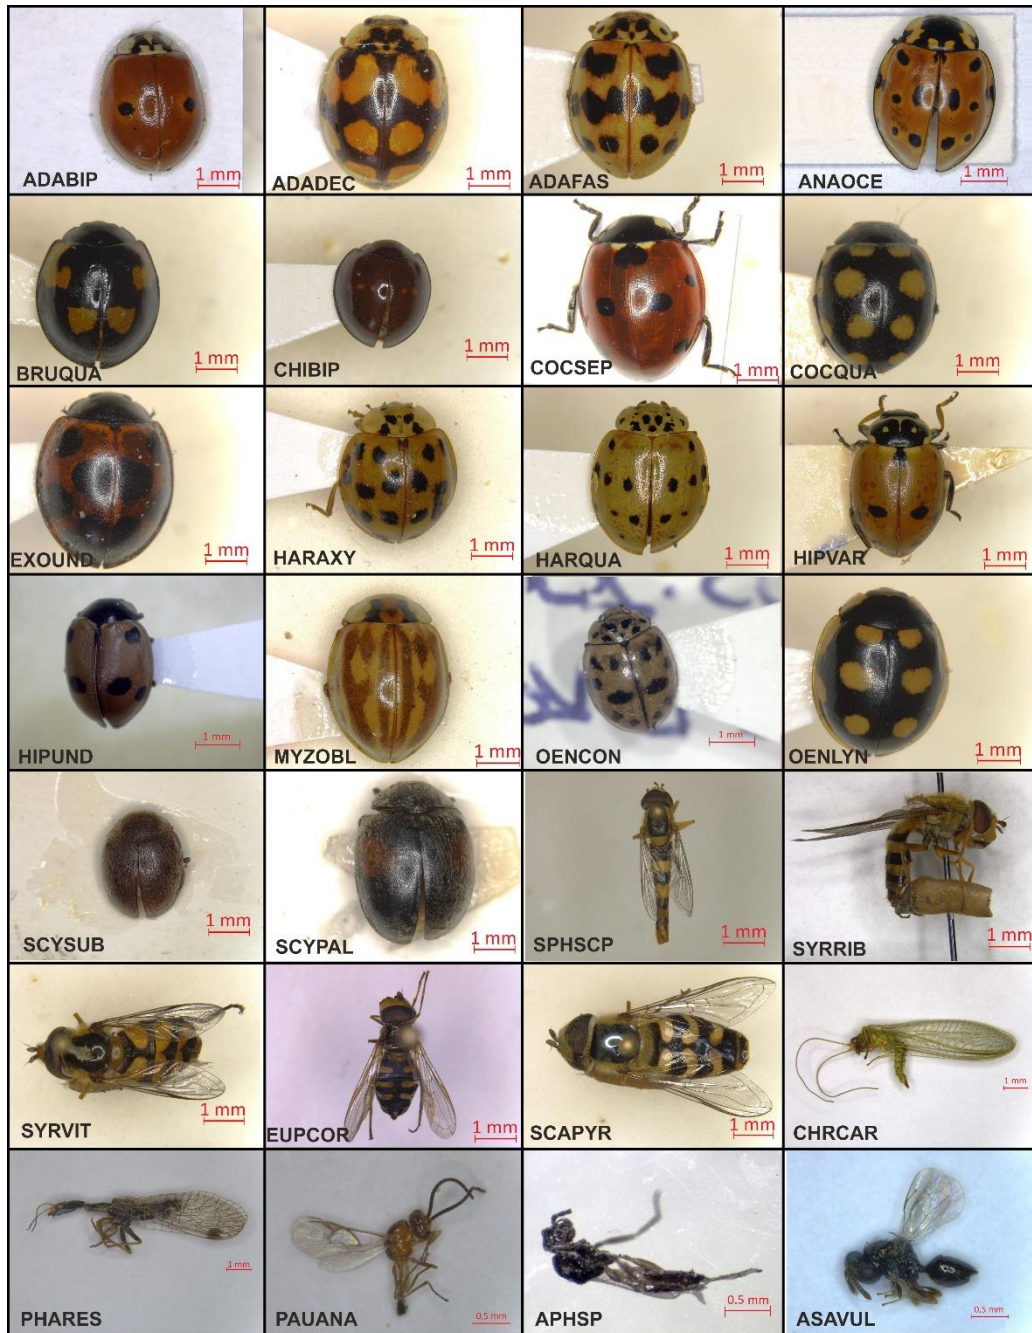 ADABIP 1 mm
ADADEC 1 mm
ADAFAS 1 mm
ANAOCE 1 mm
BRUQUA 1 mm
CHIBIP 1 mm
COCSEP 1 mm
COCQUA 1 mm
EXOUND 1 mm
HARAXY 1 mm
HARQUA 1 mm
HIPVAR 1 mm
HIPUND 1 mm
MYZOBL 1 mm
OENCON 1 mm
OENLYN 1 mm
SCYSUB 1 mm
SCYPAL 1 mm
SPHSCP 1 mm
SYRRIB 1 mm
SYRVIT 1 mm
EUPCOR 1 mm
SCAPYR 1 mm
CHRCAR 1 mm
PHARES 1 mm
PAUANA 0,5 mm
APHSP 0.5 mm
ASAVUL 0,5 mm